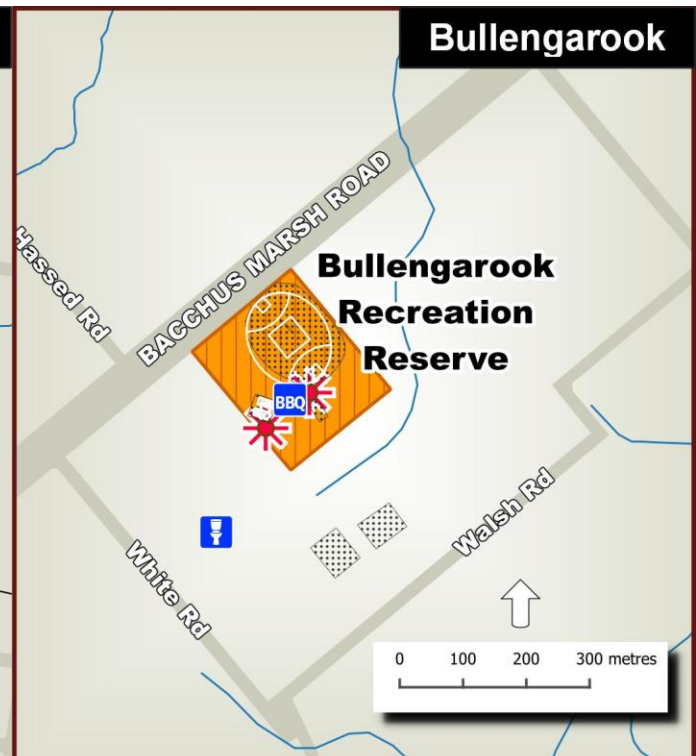 Bullengarook
BACCHUS MARSH ROAD
Hassed Rd
Bullengarook
Recreation
Reserve
BBQ
Walsh Rd
White Rd
0 100 200 300 metres